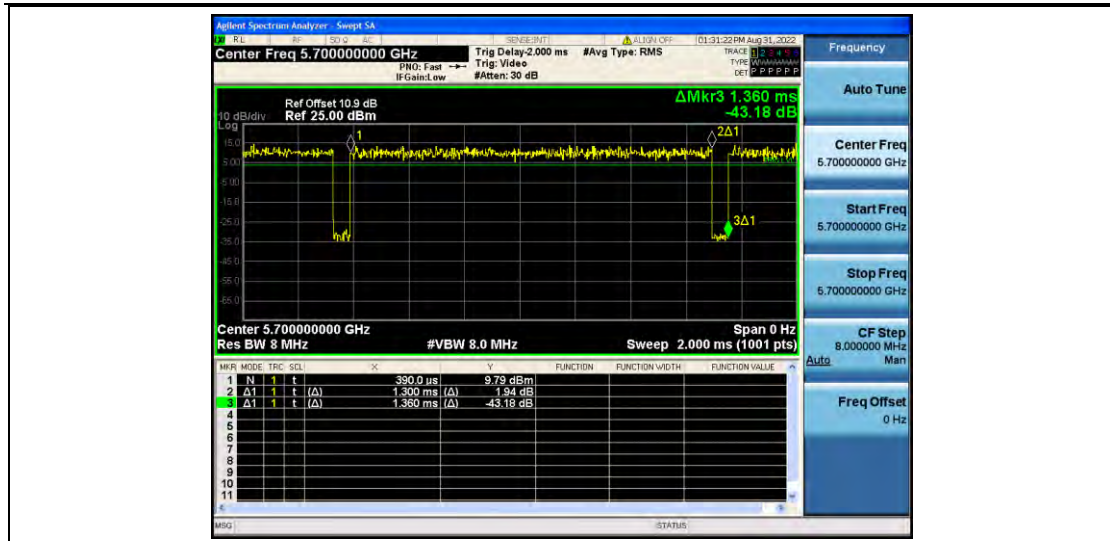 Agilent Spectrum Analyzer - Swept SA
RL RF 50 Ω AC SENSE:INT ALIGN OFF 01:31:22 PM Aug 31, 2022
Center Freq 5.700000000 GHz
Trig Delay-2.000 ms #Avg Type: RMS
PNO: Fast Trig: Video
IFGain:Low #Atten: 30 dB
TRACE 1 2 3 4 5 6
TYPE W
DET P P P P P P
ΔMkr3 1.360 ms
-43.18 dB
Ref Offset 10.9 dB
10 dB/div Ref 25.00 dBm
Log
15.0
5.00
-5.00
-15.0
-25.0
-35.0
-45.0
-55.0
-65.0
1
2Δ1
3Δ1
Center 5.700000000 GHz Span 0 Hz
Res BW 8 MHz #VBW 8.0 MHz Sweep 2.000 ms (1001 pts)
MKR MODE TRC SCL X Y FUNCTION FUNCTION WIDTH FUNCTION VALUE
1 N 1 t 390.0 µs 9.79 dBm
2 Δ1 1 t (Δ) 1.300 ms (Δ) 1.94 dB
3 Δ1 1 t (Δ) 1.360 ms (Δ) -43.18 dB
4
5
6
7
8
9
10
11
MSG STATUS
Frequency
Auto Tune
Center Freq
5.700000000 GHz
Start Freq
5.700000000 GHz
Stop Freq
5.700000000 GHz
CF Step
8.000000 MHz
Auto Man
Freq Offset
0 Hz